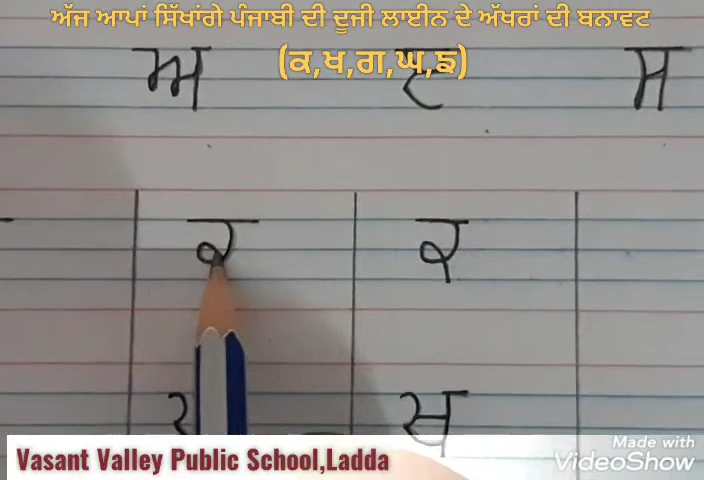 ਅੱਜ ਆਪਾਂ ਸਿੱਖਾਂਗੇ ਪੰਜਾਬੀ ਦੀ ਦੂਜੀ ਲਾਈਨ ਦੇ ਅੱਖਰਾਂ ਦੀ ਬਨਾਵਟ
(ਕ,ਖ,ਗ,ਘ,ਙ)
ਅ ੲ ਸ
ਖ
Made with
VideoShow
Vasant Valley Public School,Ladda